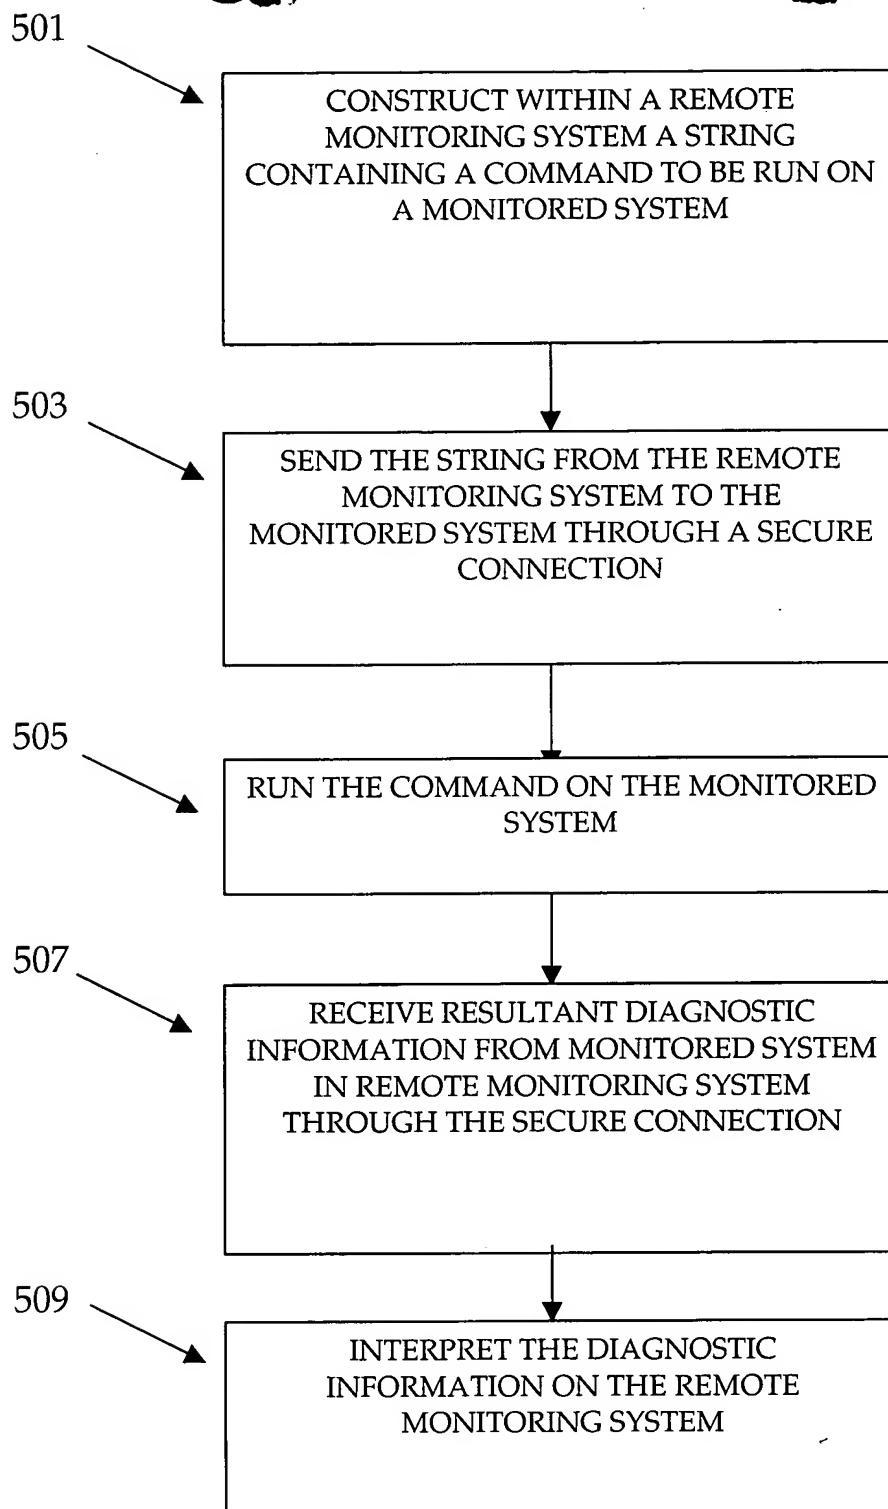 501
CONSTRUCT WITHIN A REMOTE
MONITORING SYSTEM A STRING
CONTAINING A COMMAND TO BE RUN ON
A MONITORED SYSTEM
503
SEND THE STRING FROM THE REMOTE
MONITORING SYSTEM TO THE
MONITORED SYSTEM THROUGH A SECURE
CONNECTION
505
RUN THE COMMAND ON THE MONITORED
SYSTEM
507
RECEIVE RESULTANT DIAGNOSTIC
INFORMATION FROM MONITORED SYSTEM
IN REMOTE MONITORING SYSTEM
THROUGH THE SECURE CONNECTION
509
INTERPRET THE DIAGNOSTIC
INFORMATION ON THE REMOTE
MONITORING SYSTEM